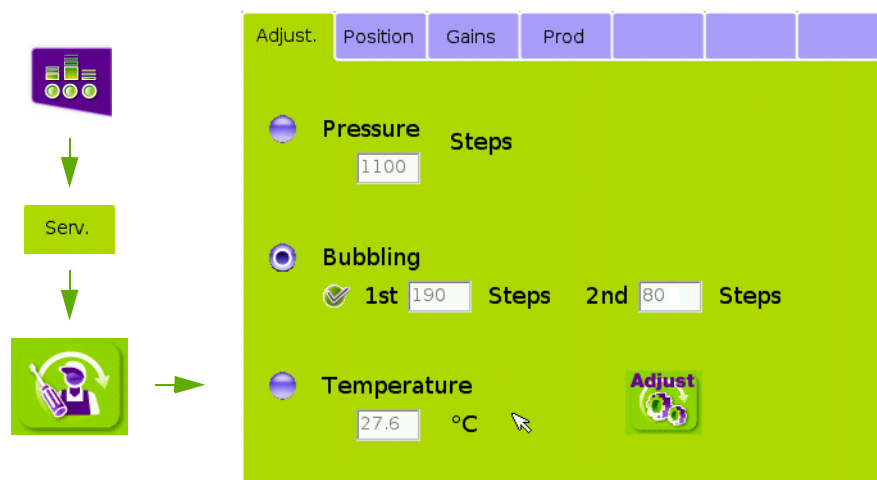 Adjust. Position Gains Prod
Pressure
Steps
1100
Serv.
Bubbling
1st 190 Steps 2nd 80 Steps
Temperature
Adjust
27.6 °C